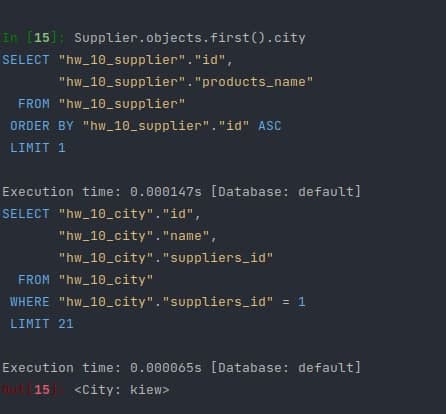 In [15]: Supplier.objects.first().city
SELECT "hw_10_supplier"."id",
       "hw_10_supplier"."products_name"
  FROM "hw_10_supplier"
 ORDER BY "hw_10_supplier"."id" ASC
 LIMIT 1
Execution time: 0.000147s [Database: default]
SELECT "hw_10_city"."id",
       "hw_10_city"."name",
       "hw_10_city"."suppliers_id"
  FROM "hw_10_city"
 WHERE "hw_10_city"."suppliers_id" = 1
 LIMIT 21
Execution time: 0.000065s [Database: default]
Out[15]: <City: kiew>